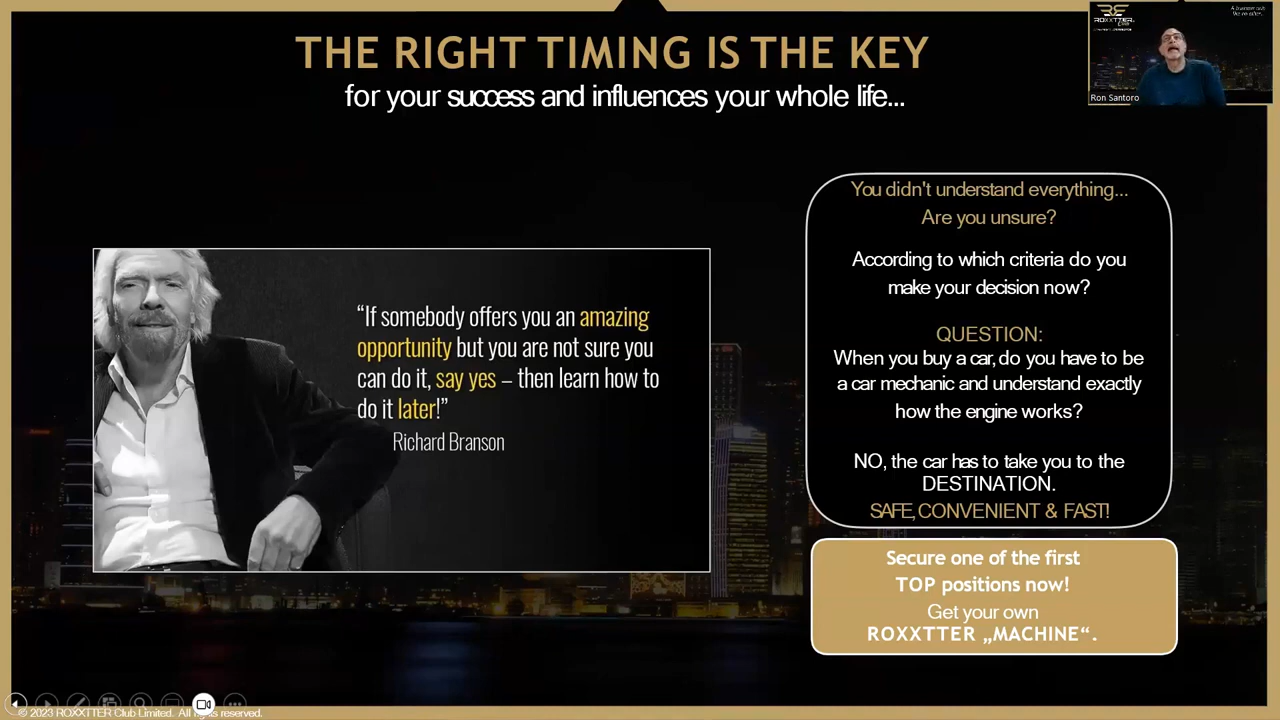 THE RIGHT TIMING IS THE KEY
for your success and influences your whole life...
ROXXTTER
Ron Santoro
“If somebody offers you an amazing
opportunity but you are not sure you
can do it, say yes – then learn how to
do it later!”
Richard Branson
You didn't understand everything...
Are you unsure?
According to which criteria do you
make your decision now?
QUESTION:
When you buy a car, do you have to be
a car mechanic and understand exactly
how the engine works?
NO, the car has to take you to the
DESTINATION.
SAFE, CONVENIENT & FAST!
Secure one of the first
TOP positions now!
Get your own
ROXXTTER „MACHINE“.
© 2023 ROXXTTER Club Limited. All rights reserved.